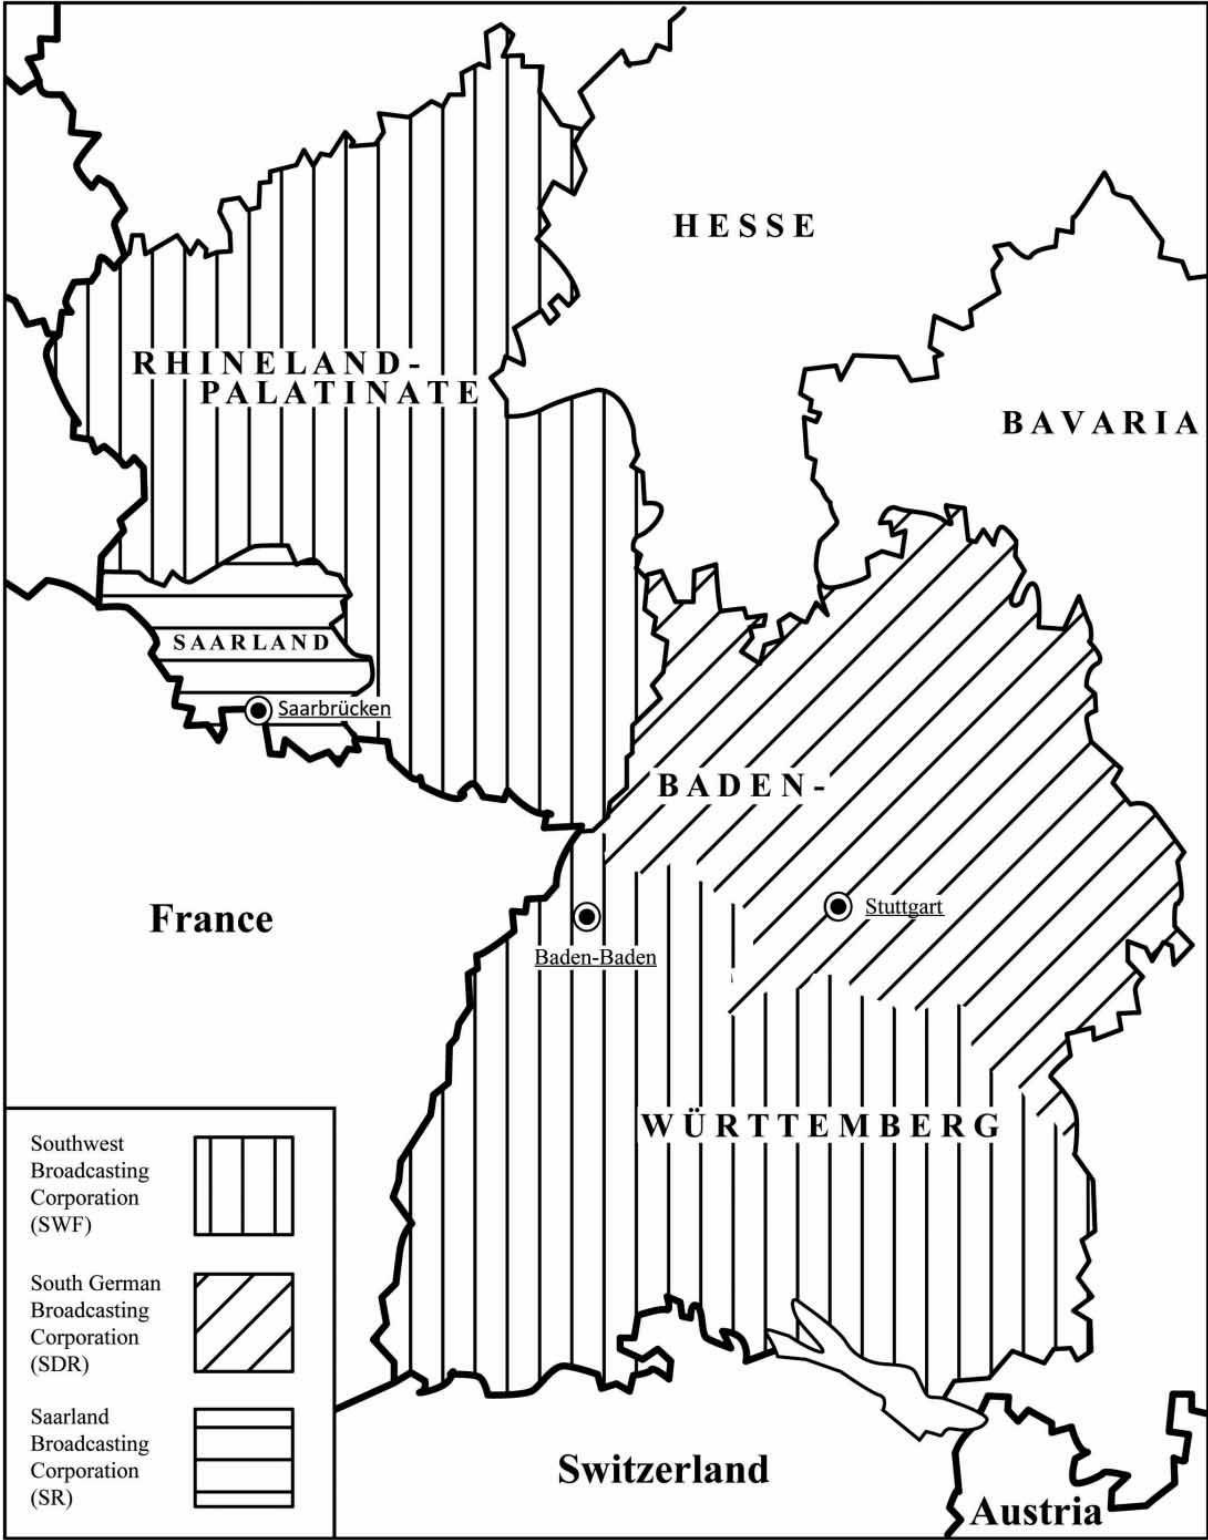 HESSE
RHINELAND-
PALATINATE
BAVARIA
SAARLAND
Saarbrücken
BADEN-
France
Stuttgart
Baden-Baden
WÜRTTEMBERG
Southwest
Broadcasting
Corporation
(SWF)
South German
Broadcasting
Corporation
(SDR)
Saarland
Broadcasting
Corporation
(SR)
Switzerland
Austria